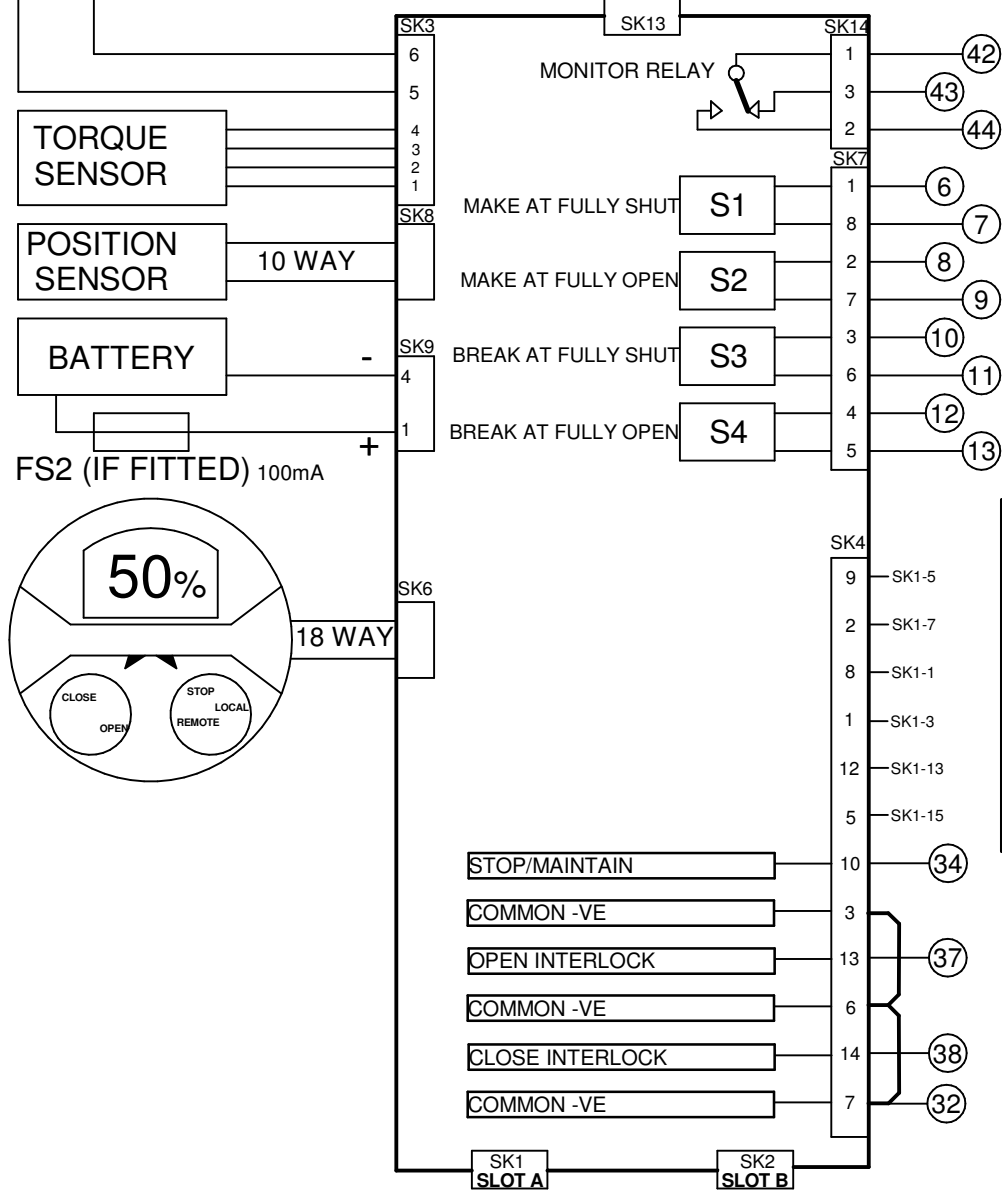 SK3
SK13
SK14
6
5
4
3
2
1
TORQUE
SENSOR
MONITOR RELAY
1
3
2
42
43
44
SK8
POSITION
SENSOR
10 WAY
SK7
MAKE AT FULLY SHUT
S1
1
8
6
7
MAKE AT FULLY OPEN
S2
2
7
8
9
BREAK AT FULLY SHUT
S3
3
6
10
11
BREAK AT FULLY OPEN
S4
4
5
12
13
BATTERY
-
+
SK9
4
1
FS2 (IF FITTED) 100mA
50%
CLOSE
OPEN
STOP
LOCAL
REMOTE
18 WAY
SK6
SK4
9 SK1-5
2 SK1-7
8 SK1-1
1 SK1-3
12 SK1-13
5 SK1-15
STOP/MAINTAIN 10 34
COMMON -VE 3
OPEN INTERLOCK 13 37
COMMON -VE 6
CLOSE INTERLOCK 14 38
COMMON -VE 7 32
SK1
SLOT A
SK2
SLOT B